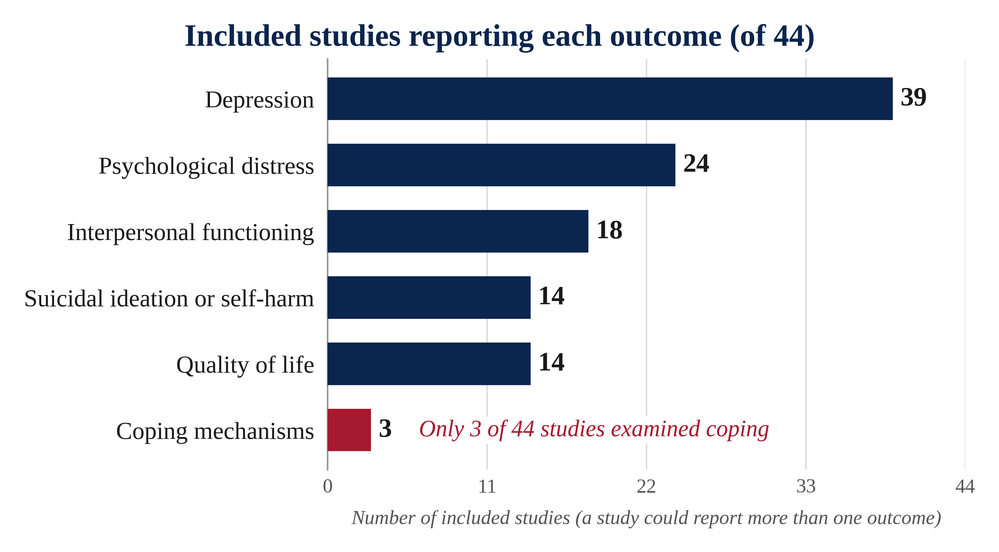 Included studies reporting each outcome (of 44)
Depression 39
Psychological distress 24
Interpersonal functioning 18
Suicidal ideation or self-harm 14
Quality of life 14
Coping mechanisms 3 Only 3 of 44 studies examined coping
0 11 22 33 44
Number of included studies (a study could report more than one outcome)